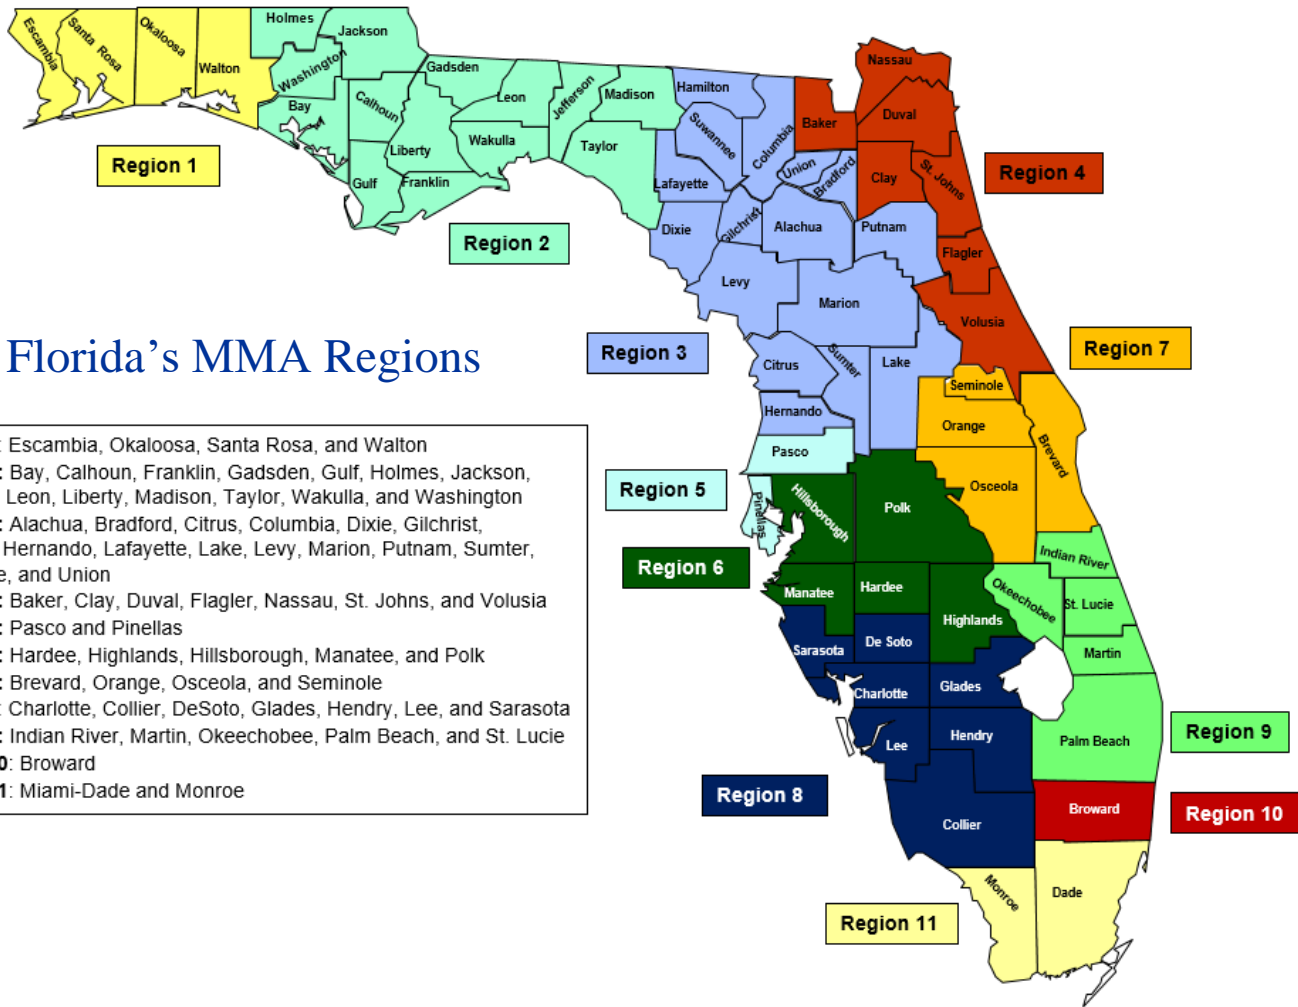 Holmes
Jackson
Escambia
Santa Rosa
Okaloosa
Walton
Washington
Bay
Calhoun
Gadsden
Leon
Jefferson
Madison
Hamilton
Liberty
Wakulla
Taylor
Gulf
Franklin
Suwannee
Columbia
Lafayette
Nassau
Baker
Duval
Union
Bradford
Clay
St. Johns
Region 1
Region 2
Region 4
Dixie
Gilchrist
Alachua
Putnam
Flagler
Levy
Marion
Volusia
Region 3
Region 7
Florida's MMA Regions
Citrus
Sumter
Lake
Seminole
Hernando
Orange
Brevard
Pasco
Osceola
Region 5
Pinellas
Hillsborough
Polk
Region 6
Indian River
Manatee
Hardee
Okeechobee
St. Lucie
Highlands
Sarasota
De Soto
Martin
Charlotte
Glades
Lee
Hendry
Palm Beach
Region 9
Region 8
Collier
Broward
Region 10
Monroe
Dade
Region 11
: Escambia, Okaloosa, Santa Rosa, and Walton
: Bay, Calhoun, Franklin, Gadsden, Gulf, Holmes, Jackson,
Leon, Liberty, Madison, Taylor, Wakulla, and Washington
: Alachua, Bradford, Citrus, Columbia, Dixie, Gilchrist,
Hernando, Lafayette, Lake, Levy, Marion, Putnam, Sumter,
e, and Union
: Baker, Clay, Duval, Flagler, Nassau, St. Johns, and Volusia
: Pasco and Pinellas
: Hardee, Highlands, Hillsborough, Manatee, and Polk
: Brevard, Orange, Osceola, and Seminole
: Charlotte, Collier, DeSoto, Glades, Hendry, Lee, and Sarasota
: Indian River, Martin, Okeechobee, Palm Beach, and St. Lucie
0: Broward
1: Miami-Dade and Monroe